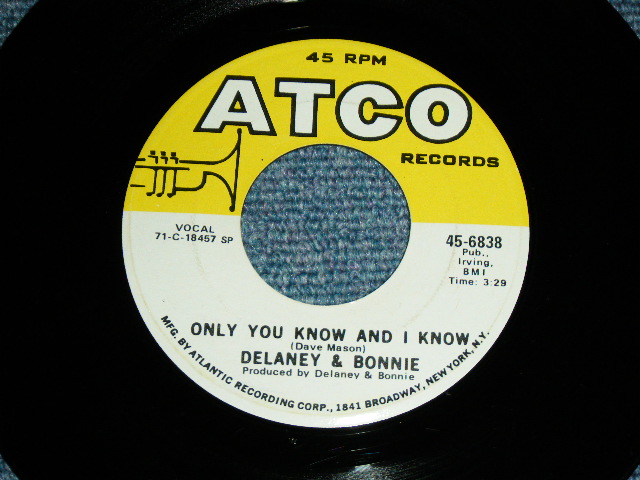 45 RPM
ATCO
RECORDS
VOCAL
71-C-18457 SP
45-6838
Pub.,
Irving,
BMI
Time: 3:29
ONLY YOU KNOW AND I KNOW
(Dave Mason)
DELANEY & BONNIE
Produced by Delaney & Bonnie
MFG. BY ATLANTIC RECORDING CORP., 1841 BROADWAY, NEW YORK, N.Y.